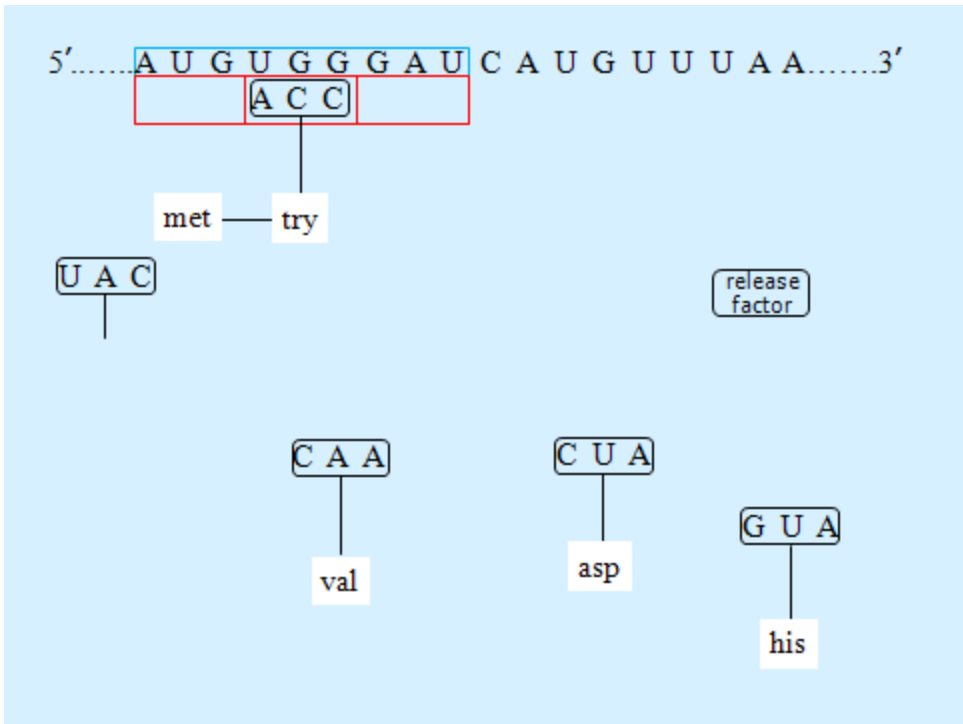 5′.......A U G U G G G A U C A U G U U U A A.......3′
A C C
met try
U A C
release
factor
C A A
C U A
val
asp
G U A
his